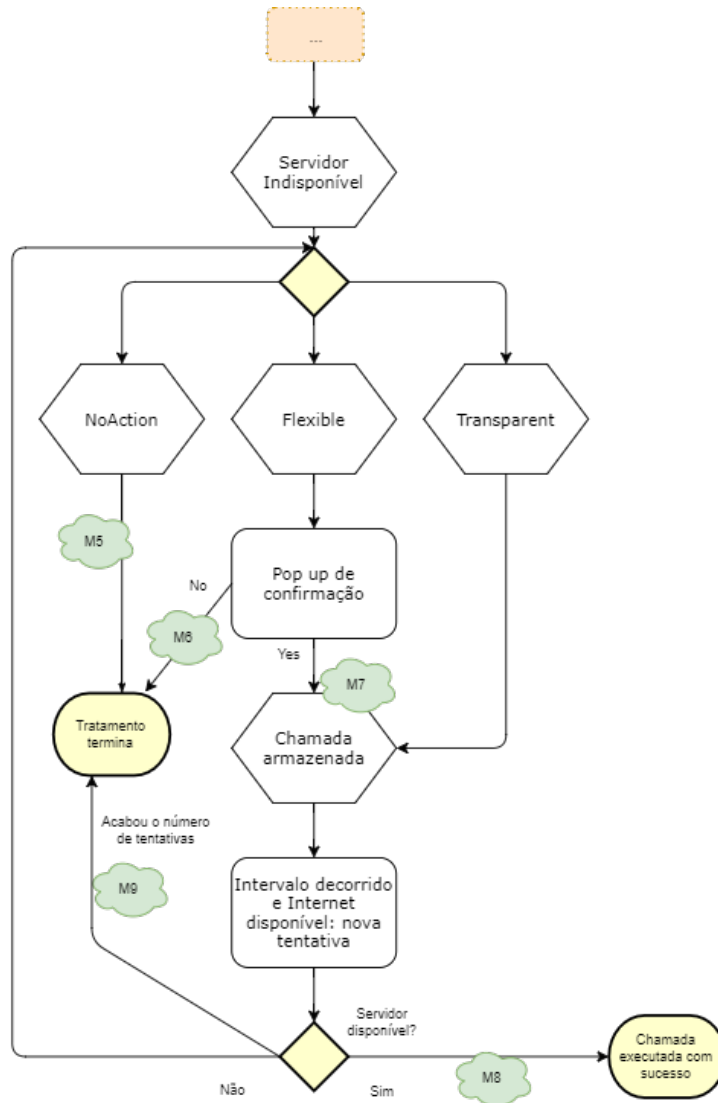 ...
Servidor
Indisponível
NoAction
Flexible
Transparent
M5
Pop up de
confirmação
No
M6
Yes
M7
Tratamento
termina
Chamada
armazenada
Acabou o número
de tentativas
M9
Intervalo decorrido
e Internet
disponível: nova
tentativa
Servidor
disponível?
Chamada
executada com
sucesso
Não
Sim
M8